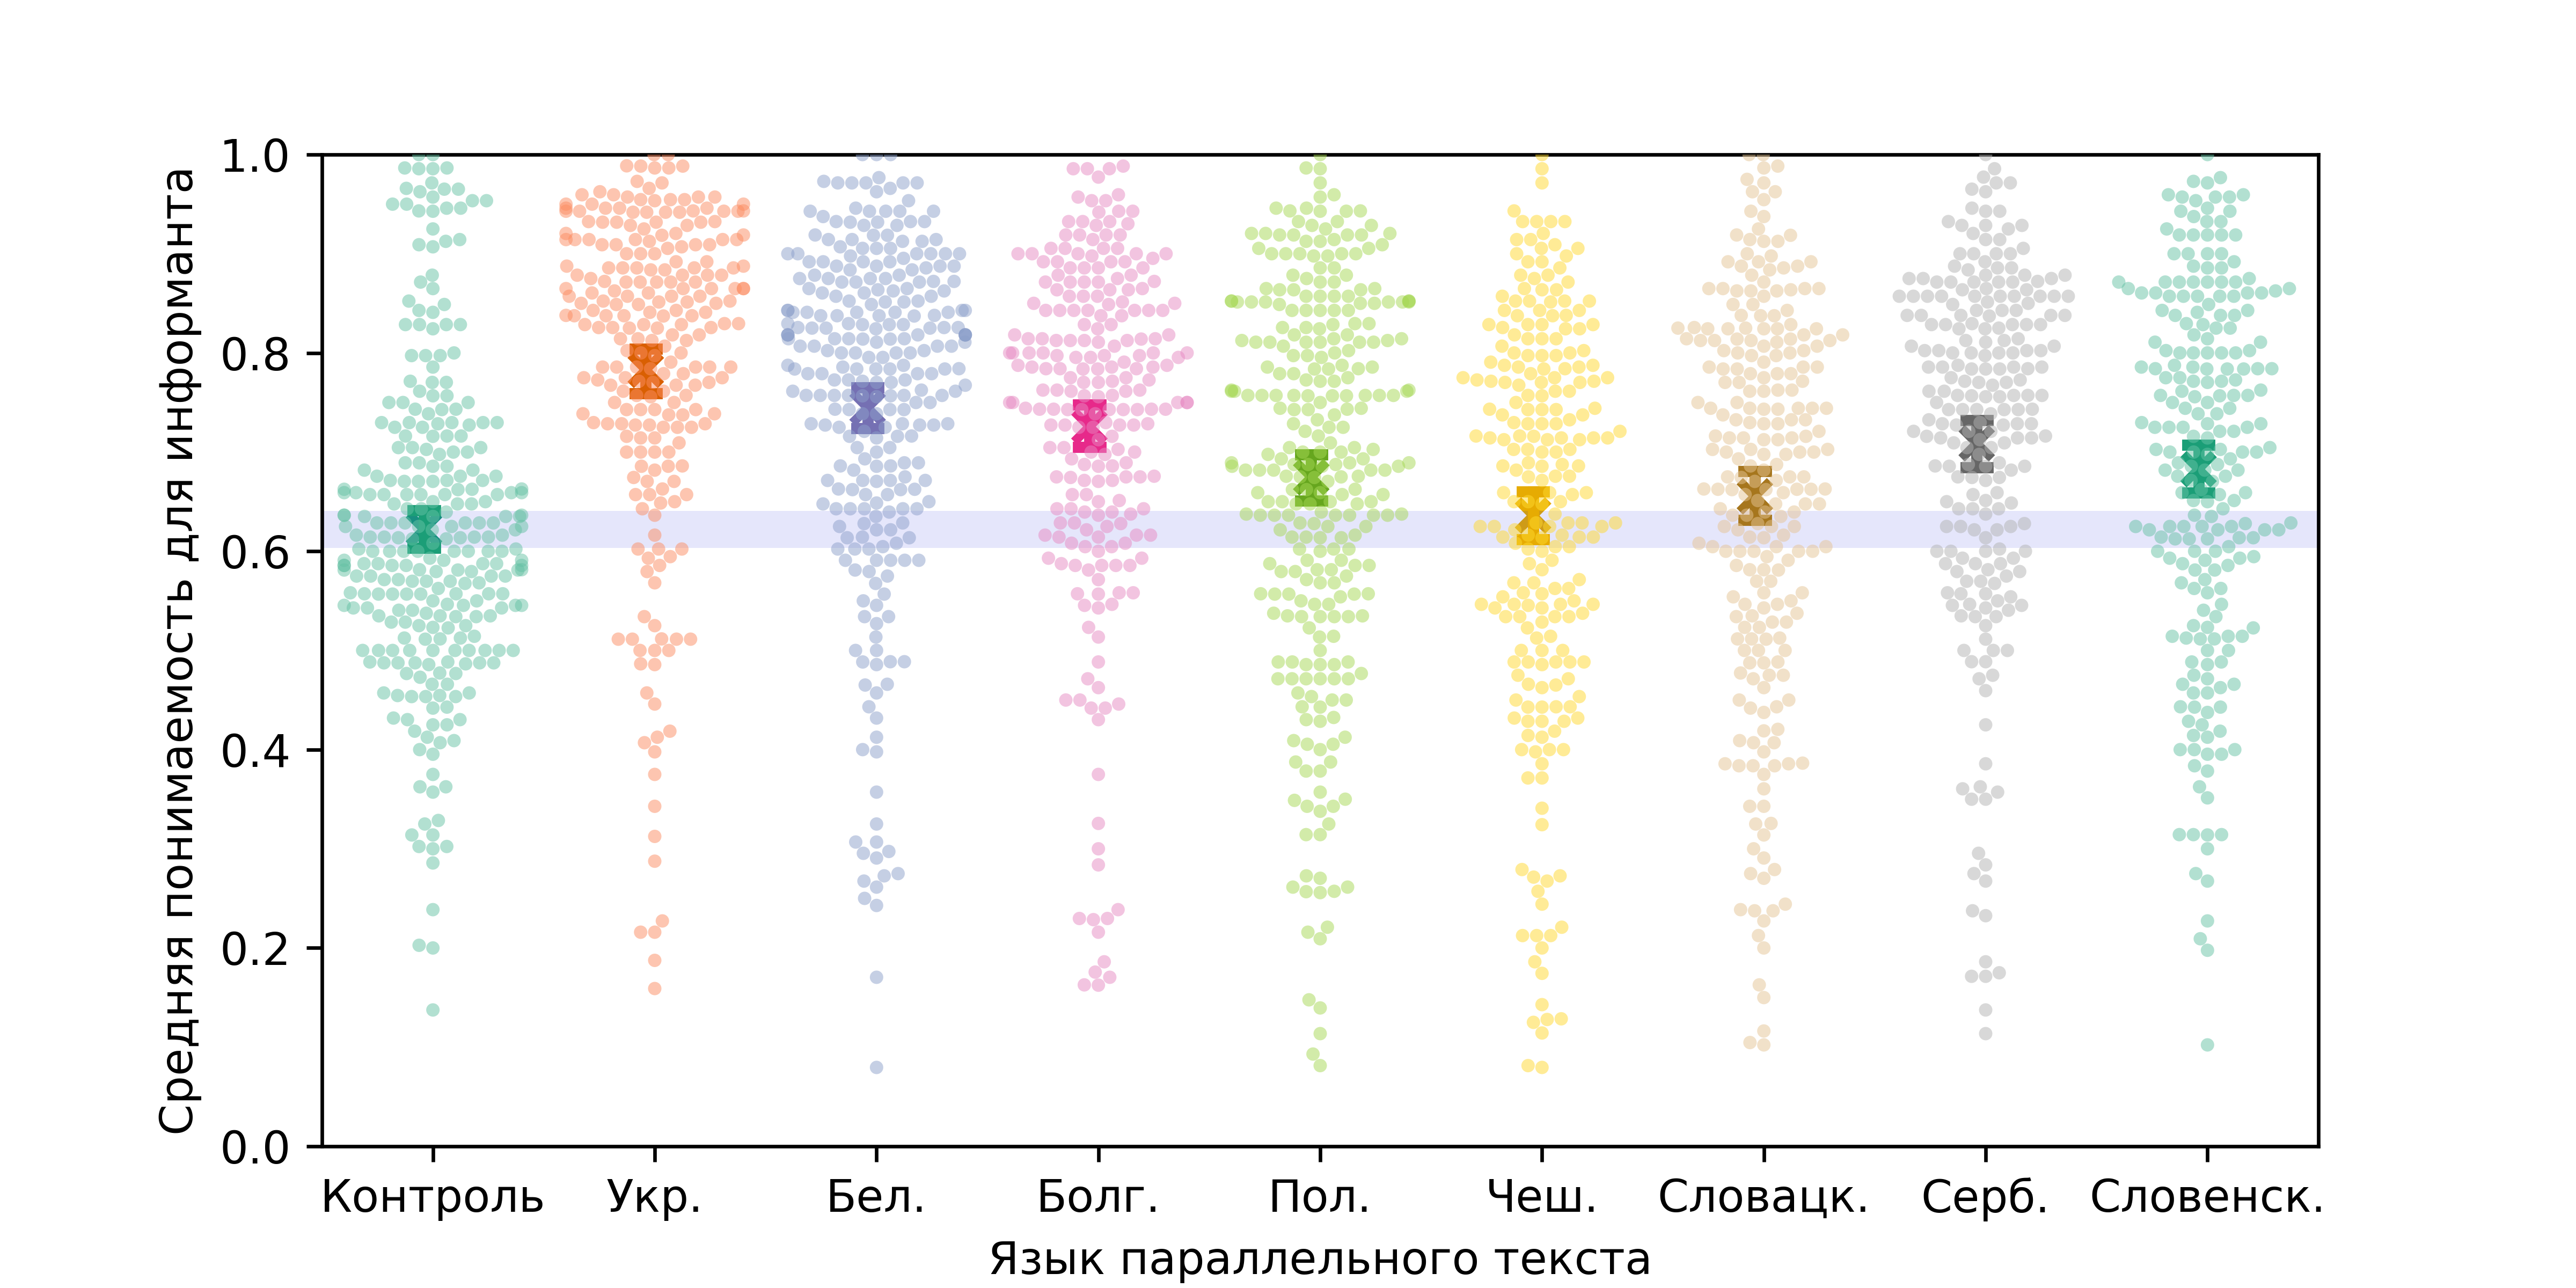 Средняя понимаемость для информанта
1.0
0.8
0.6
0.4
0.2
0.0
Контроль Укр. Бел. Болг. Пол. Чеш. Словацк. Серб. Словенск.
Язык параллельного текста